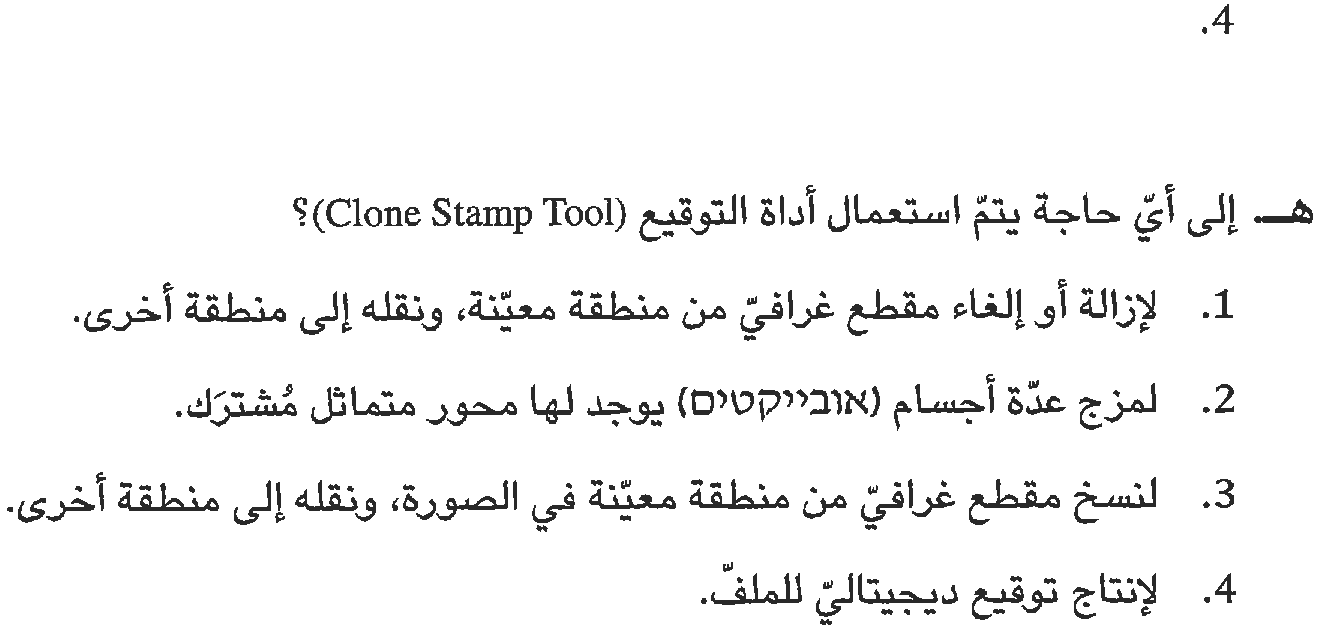 .4
هـ. إلى أيّ حاجة يتمّ استعمال أداة التوقيع (Clone Stamp Tool)؟
.1 لإزالة أو إلغاء مقطع غرافيّ من منطقة معيّنة، ونقله إلى منطقة أخرى.
.2 لمزج عدّة أجسام (אובייקטים) يوجد لها محور متماثل مُشترَك.
.3 لنسخ مقطع غرافيّ من منطقة معيّنة في الصورة، ونقله إلى منطقة أخرى.
.4 لإنتاج توقيع ديجيتاليّ للملفّ.